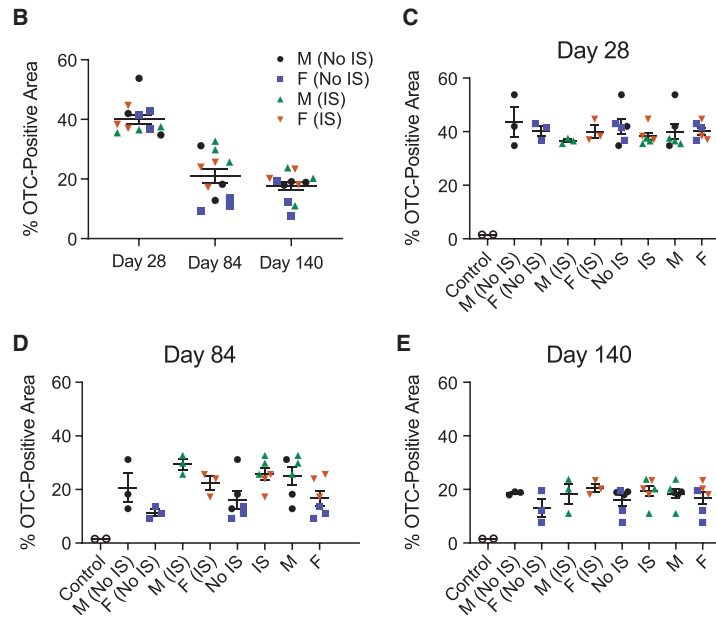 B
% OTC-Positive Area
60
40
20
0
Day 28
Day 84
Day 140
M (No IS)
F (No IS)
M (IS)
F (IS)
C
Day 28
% OTC-Positive Area
60
40
20
0
Control
M (No IS)
F (No IS)
M (IS)
F (IS)
No IS
IS
M
F
D
Day 84
% OTC-Positive Area
60
40
20
0
Control
M (No IS)
F (No IS)
M (IS)
F (IS)
No IS
IS
M
F
E
Day 140
% OTC-Positive Area
60
40
20
0
Control
M (No IS)
F (No IS)
M (IS)
F (IS)
No IS
IS
M
F